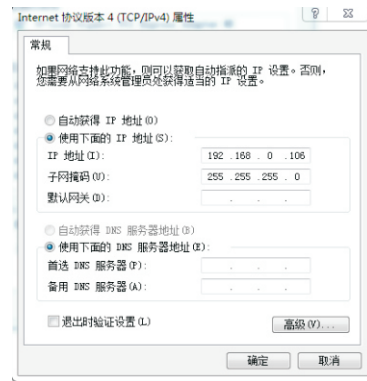 Internet 协议版本 4 (TCP/IPv4) 属性
常规
如果网络支持此功能，则可以获取自动指派的 IP 设置。否则，
您需要从网络系统管理员处获得适当的 IP 设置。
自动获得 IP 地址(O)
使用下面的 IP 地址(S):
IP 地址(I): 192 .168 . 0 .106
子网掩码(U): 255 .255 .255 . 0
默认网关(D): . . .
自动获得 DNS 服务器地址(B)
使用下面的 DNS 服务器地址(E):
首选 DNS 服务器(P): . . .
备用 DNS 服务器(A): . . .
退出时验证设置(L)
高级(V)...
确定 取消